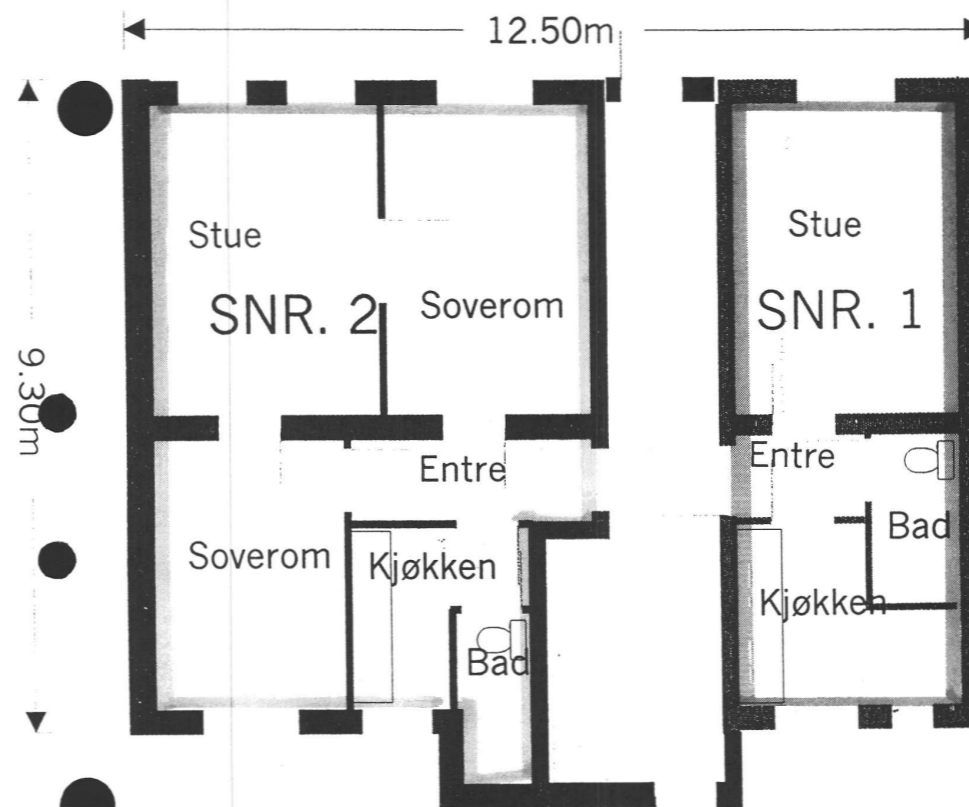 12.50m
9.30m
Stue
SNR. 2
Soverom
Entre
Soverom
Kjøkken
Bad
Stue
SNR. 1
Entre
Bad
Kjøkken